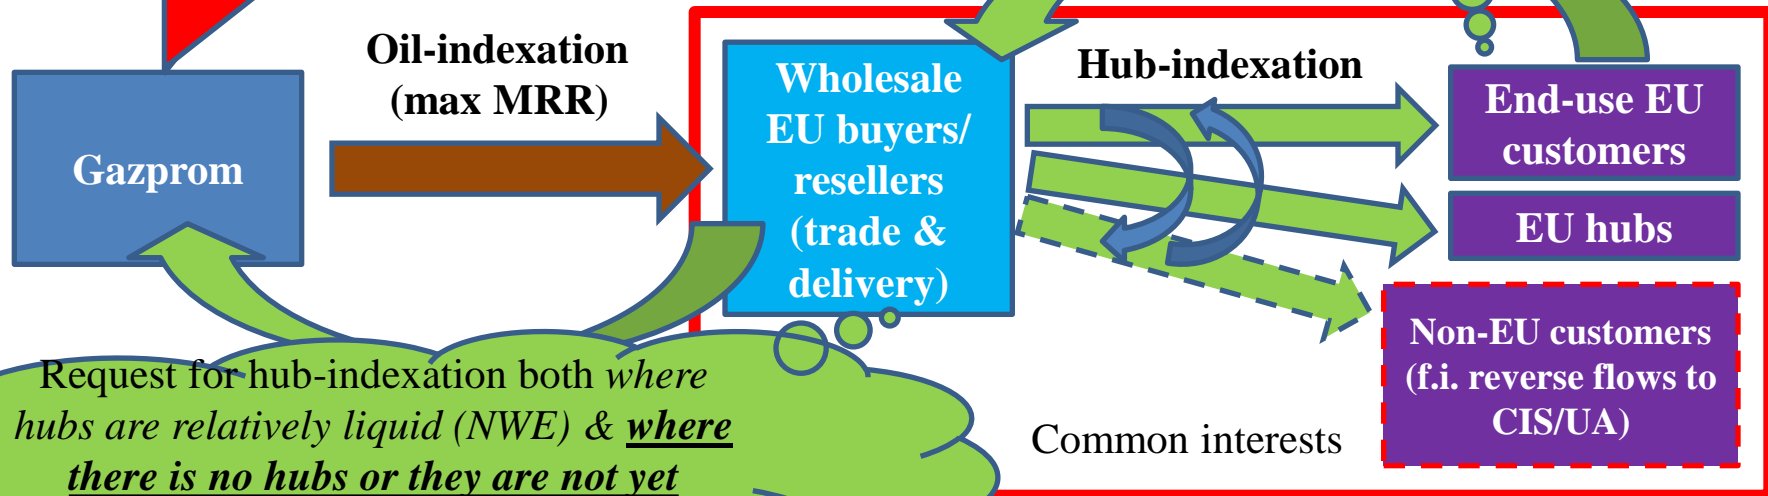 Oil-indexation
(max MRR)
Gazprom
Wholesale
EU buyers/
resellers
(trade &
delivery)
Hub-indexation
End-use EU
customers
EU hubs
Non-EU customers
(f.i. reverse flows to
CIS/UA)
Common interests
Request for hub-indexation both where
hubs are relatively liquid (NWE) & where
there is no hubs or they are not yet